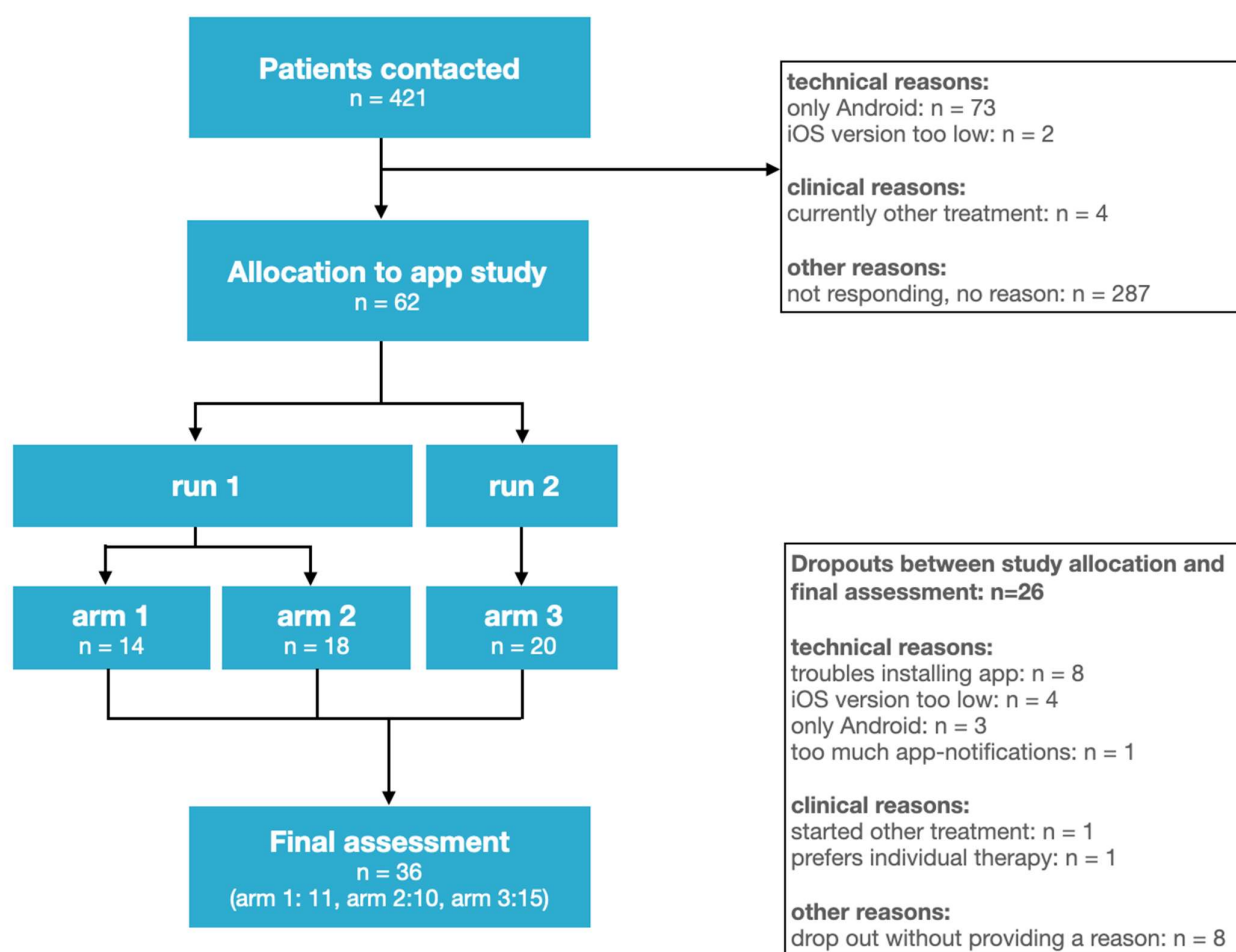 Patients contacted
n = 421
technical reasons:
only Android: n = 73
iOS version too low: n = 2
clinical reasons:
currently other treatment: n = 4
other reasons:
not responding, no reason: n = 287
Allocation to app study
n = 62
run 1
run 2
arm 1
n = 14
arm 2
n = 18
arm 3
n = 20
Final assessment
n = 36
(arm 1: 11, arm 2:10, arm 3:15)
Dropouts between study allocation and
final assessment: n=26
technical reasons:
troubles installing app: n = 8
iOS version too low: n = 4
only Android: n = 3
too much app-notifications: n = 1
clinical reasons:
started other treatment: n = 1
prefers individual therapy: n = 1
other reasons:
drop out without providing a reason: n = 8